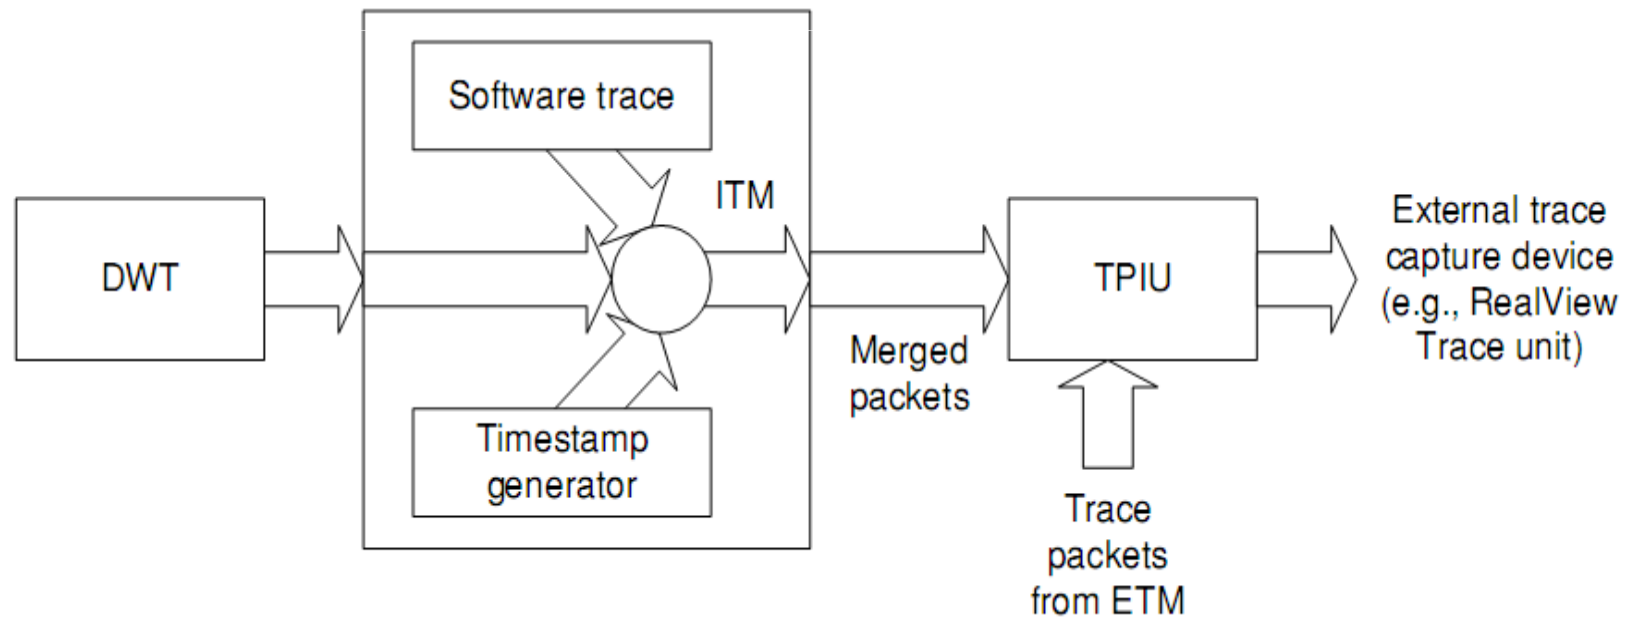 Software trace
ITM
DWT
TPIU
External trace
capture device
(e.g., RealView
Trace unit)
Merged
packets
Timestamp
generator
Trace
packets
from ETM